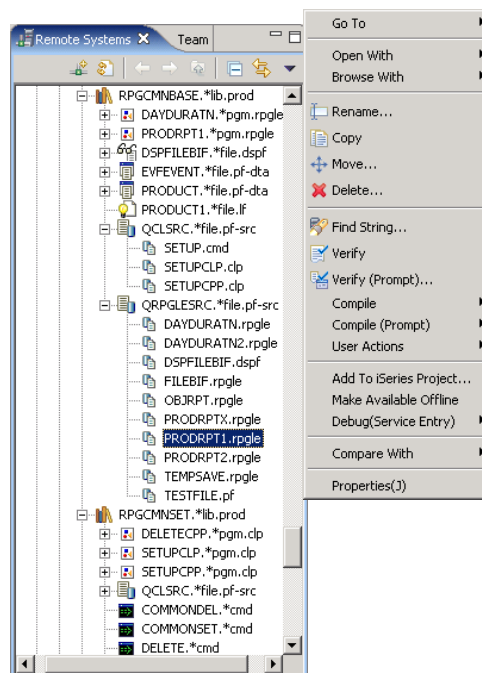 Remote Systems
Team
RPGCMNBASE.*lib.prod
DAYDURATN.*pgm.rpgle
PRODRPT1.*pgm.rpgle
DSPFILEBIF.*file.dspf
EVFEVENT.*file.pf-dta
PRODUCT.*file.pf-dta
PRODUCT1.*file.lf
QCLSRC.*file.pf-src
SETUP.cmd
SETUPCLP.clp
SETUPCPP.clp
QRPGLESRC.*file.pf-src
DAYDURATN.rpgle
DAYDURATN2.rpgle
DSPFILEBIF.dspf
FILEBIF.rpgle
OBJRPT.rpgle
PRODRPTX.rpgle
PRODRPT1.rpgle
PRODRPT2.rpgle
TEMPSAVE.rpgle
TESTFILE.pf
RPGCMNSET.*lib.prod
DELETECPP.*pgm.clp
SETUPCLP.*pgm.clp
SETUPCPP.*pgm.clp
QCLSRC.*file.pf-src
COMMONDEL.*cmd
COMMONSET.*cmd
DELETE.*cmd
Go To
Open With
Browse With
Rename...
Copy
Move...
Delete...
Find String...
Verify
Verify (Prompt)...
Compile
Compile (Prompt)
User Actions
Add To iSeries Project...
Make Available Offline
Debug(Service Entry)
Compare With
Properties(J)